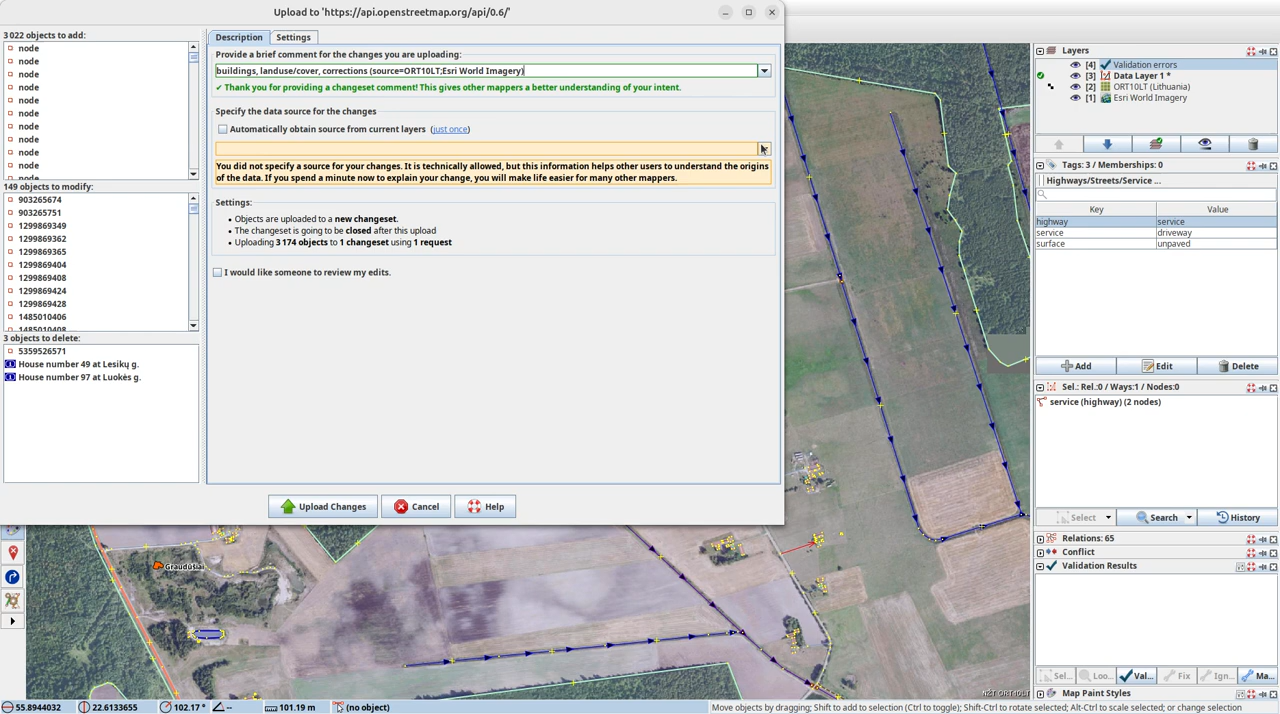 Upload to 'https://api.openstreetmap.org/api/0.6/'
3 022 objects to add:
node
node
node
node
node
node
node
node
node
node
node
149 objects to modify:
903265674
903265751
1299869349
1299869362
1299869365
1299869404
1299869408
1299869424
1299869428
1485010406
1485010408
3 objects to delete:
5359526571
House number 49 at Lesikų g.
House number 97 at Luokės g.
Description
Settings
Provide a brief comment for the changes you are uploading:
buildings, landuse/cover, corrections (source=ORT10LT;Esri World Imagery)
✔ Thank you for providing a changeset comment! This gives other mappers a better understanding of your intent.
Specify the data source for the changes
Automatically obtain source from current layers (just once)
You did not specify a source for your changes. It is technically allowed, but this information helps other users to understand the origins
of the data. If you spend a minute now to explain your change, you will make life easier for many other mappers.
Settings:
• Objects are uploaded to a new changeset.
• The changeset is going to be closed after this upload
• Uploading 3 174 objects to 1 changeset using 1 request
I would like someone to review my edits.
Upload Changes
Cancel
Help
Graudušai
NŽT ORT10LT
Layers
[4] Validation errors
[3] Data Layer 1 *
[2] ORT10LT (Lithuania)
[1] Esri World Imagery
Tags: 3 / Memberships: 0
Highways/Streets/Service ...
Key Value
highway service
service driveway
surface unpaved
Add
Edit
Delete
Sel.: Rel.:0 / Ways:1 / Nodes:0
service (highway) (2 nodes)
Select
Search
History
Relations: 65
Conflict
Validation Results
Sel...
Loo...
Val...
Fix
Ign...
Ma...
Map Paint Styles
55.8944032
22.6133655
102.17 °
--
101.19 m
(no object)
Move objects by dragging; Shift to add to selection (Ctrl to toggle); Shift-Ctrl to rotate selected; Alt-Ctrl to scale selected; or change selection